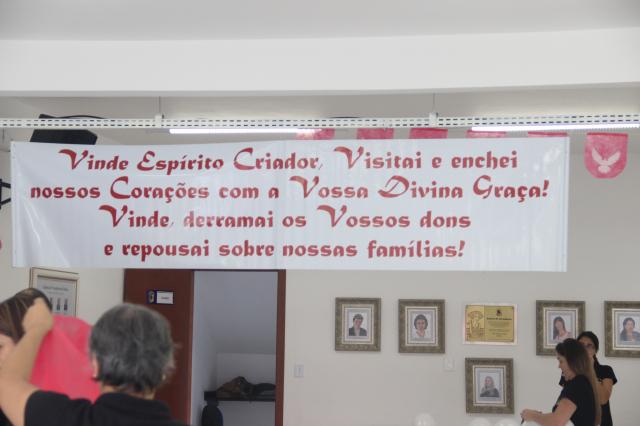 Vinde Espírito Criador, Visitai e enchei
nossos Corações com a Vossa Divina Graça!
Vinde, derramai os Vossos dons
e repousai sobre nossas famílias!